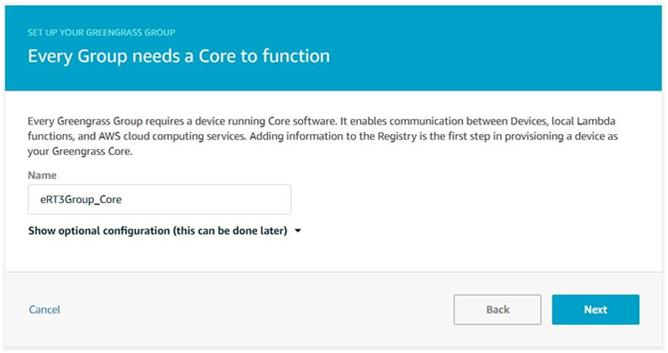 SET UP YOUR GREENGRASS GROUP
Every Group needs a Core to function
Every Greengrass Group requires a device running Core software. It enables communication between Devices, local Lambda
functions, and AWS cloud computing services. Adding information to the Registry is the first step in provisioning a device as
your Greengrass Core.
Name
eRT3Group_Core
Show optional configuration (this can be done later)
Cancel
Back
Next